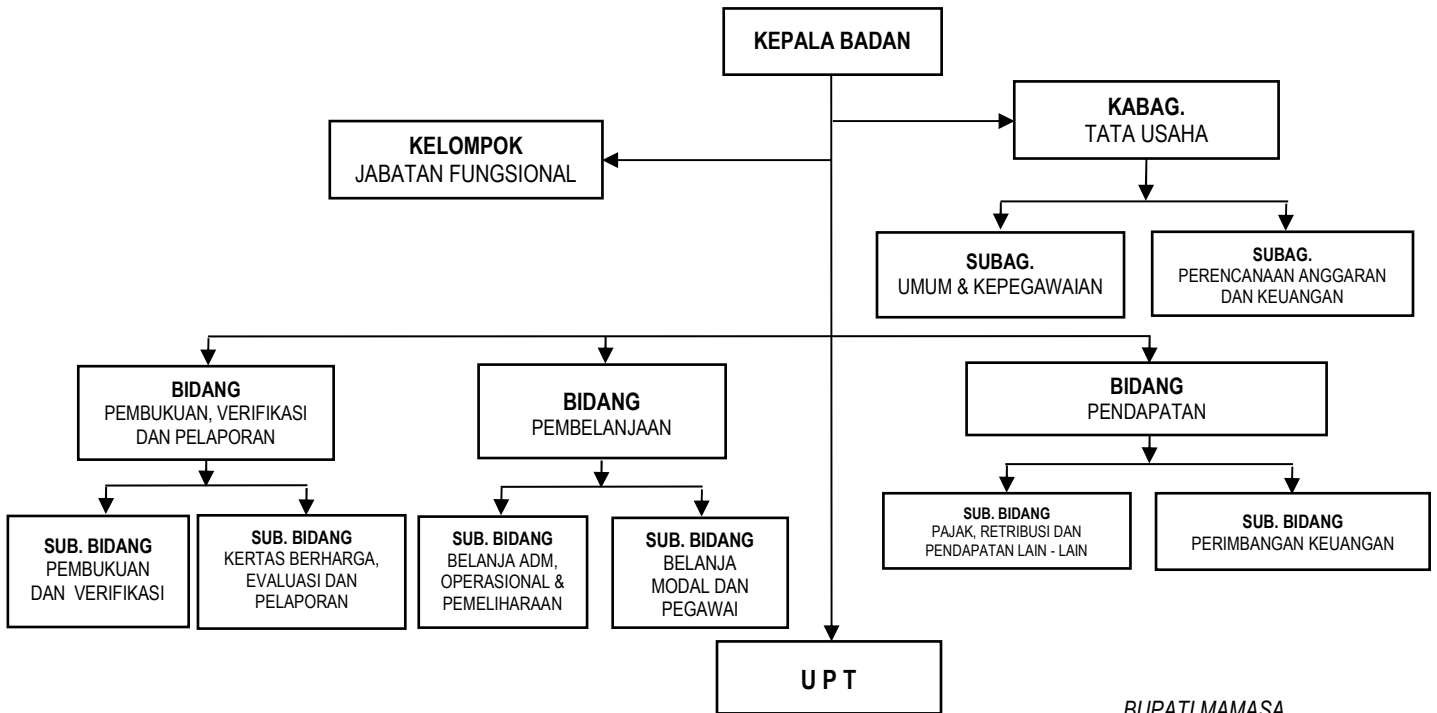 KEPALA BADAN
KABAG.
TATA USAHA
KELOMPOK
JABATAN FUNGSIONAL
SUBAG.
UMUM & KEPEGAWAIAN
SUBAG.
PERENCANAAN ANGGARAN
DAN KEUANGAN
BIDANG
PEMBUKUAN, VERIFIKASI
DAN PELAPORAN
BIDANG
PEMBELANJAAN
BIDANG
PENDAPATAN
SUB. BIDANG
PEMBUKUAN
DAN VERIFIKASI
SUB. BIDANG
KERTAS BERHARGA,
EVALUASI DAN
PELAPORAN
SUB. BIDANG
BELANJA ADM,
OPERASIONAL &
PEMELIHARAAN
SUB. BIDANG
BELANJA
MODAL DAN
PEGAWAI
SUB. BIDANG
PAJAK, RETRIBUSI DAN
PENDAPATAN LAIN - LAIN
SUB. BIDANG
PERIMBANGAN KEUANGAN
U P T
BUPATI MAMASA